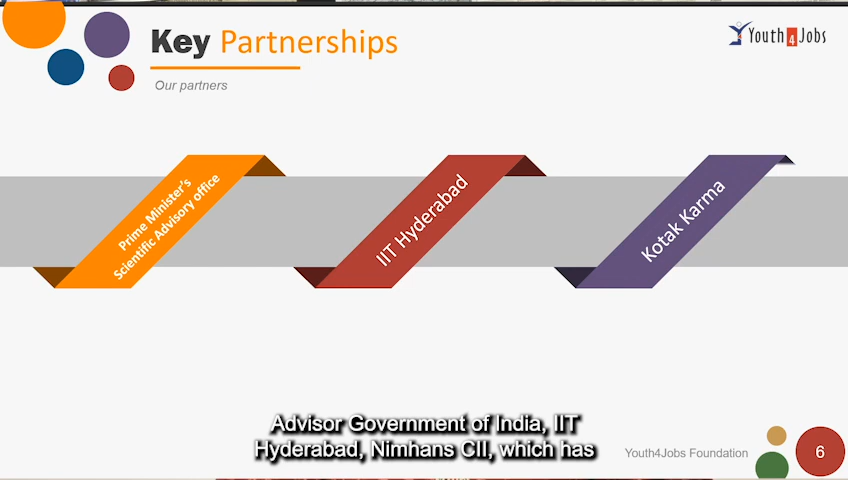 Key Partnerships
Youth4Jobs
Our partners
Prime Minister's
Scientific Advisory office
IIT Hyderabad
Kotak Karma
Advisor Government of India, IIT
Hyderabad, Nimhans CII, which has
Youth4Jobs Foundation
6